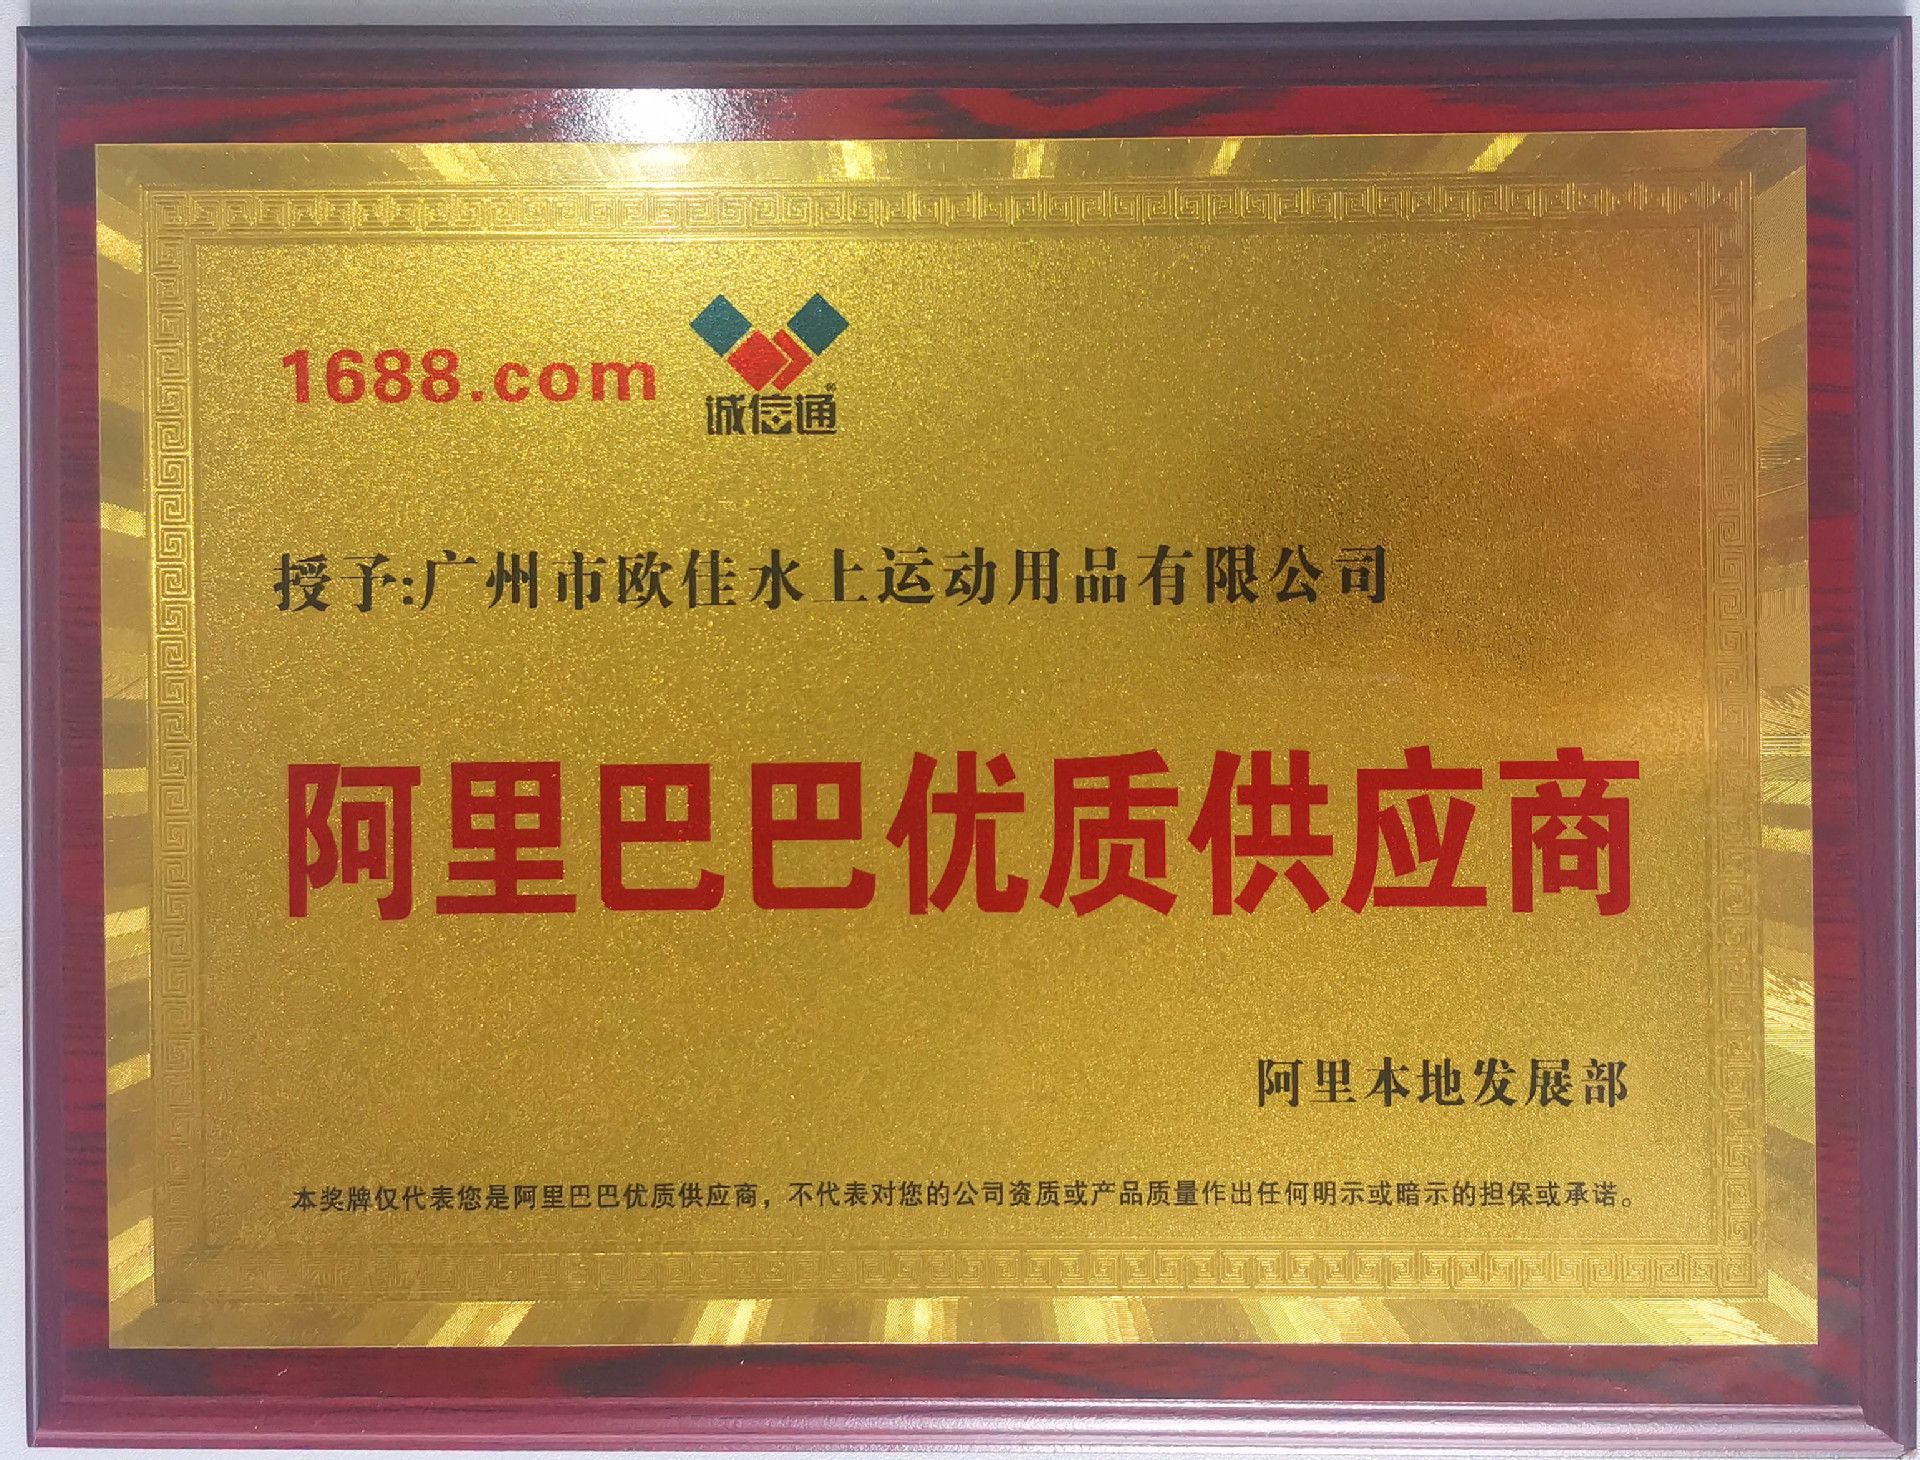 1688.com
诚信通®
授予:广州市欧佳水上运动用品有限公司
阿里巴巴优质供应商
阿里本地发展部
本奖牌仅代表您是阿里巴巴优质供应商，不代表对您的公司资质或产品质量作出任何明示或暗示的担保或承诺。